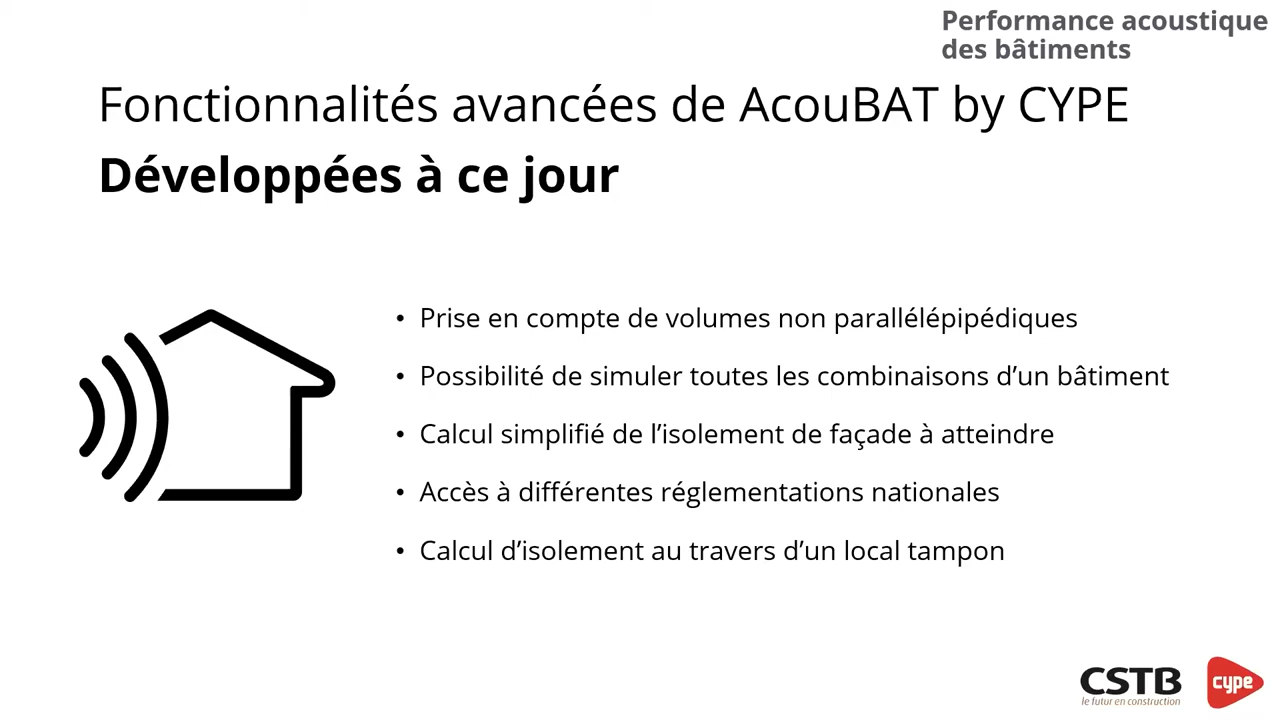 Performance acoustique
des bâtiments
Fonctionnalités avancées de AcouBAT by CYPE
Développées à ce jour
• Prise en compte de volumes non parallélépipédiques
• Possibilité de simuler toutes les combinaisons d’un bâtiment
• Calcul simplifié de l’isolement de façade à atteindre
• Accès à différentes réglementations nationales
• Calcul d’isolement au travers d’un local tampon
CSTB
le futur en construction
cype